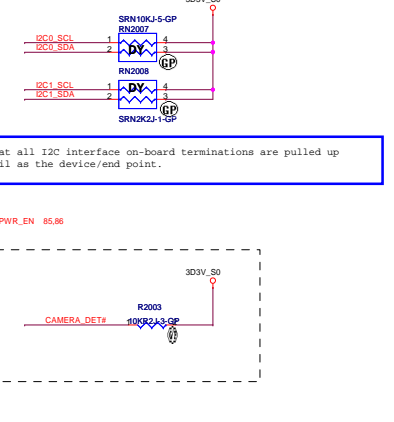 3D3V_S0
SRN10KJ-5-GP
RN2007
I2C0_SCL 1 DY 4
I2C0_SDA 2 3
GP
RN2008
I2C1_SCL 1 DY 4
I2C1_SDA 2 3
GP
SRN2K2J-1-GP
at all I2C interface on-board terminations are pulled up
il as the device/end point.
PWR_EN 85,86
3D3V_S0
R2003
CAMERA_DET# 1 10KR2J-3-GP